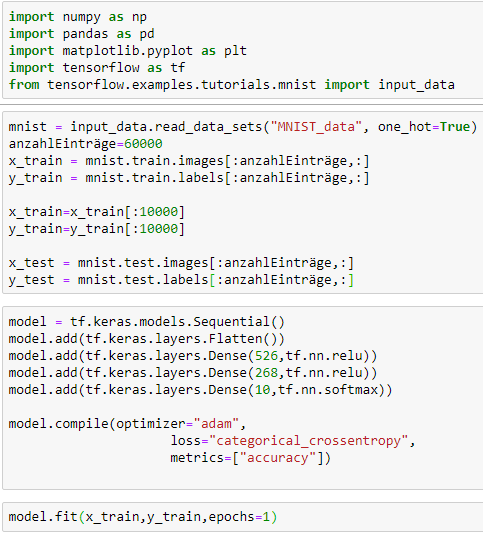 import numpy as np
import pandas as pd
import matplotlib.pyplot as plt
import tensorflow as tf
from tensorflow.examples.tutorials.mnist import input_data
mnist = input_data.read_data_sets("MNIST_data", one_hot=True)
anzahlEinträge=60000
x_train = mnist.train.images[:anzahlEinträge,:]
y_train = mnist.train.labels[:anzahlEinträge,:]
x_train=x_train[:10000]
y_train=y_train[:10000]
x_test = mnist.test.images[:anzahlEinträge,:]
y_test = mnist.test.labels[:anzahlEinträge,:]
model = tf.keras.models.Sequential()
model.add(tf.keras.layers.Flatten())
model.add(tf.keras.layers.Dense(526,tf.nn.relu))
model.add(tf.keras.layers.Dense(268,tf.nn.relu))
model.add(tf.keras.layers.Dense(10,tf.nn.softmax))
model.compile(optimizer="adam",
loss="categorical_crossentropy",
metrics=["accuracy"])
model.fit(x_train,y_train,epochs=1)